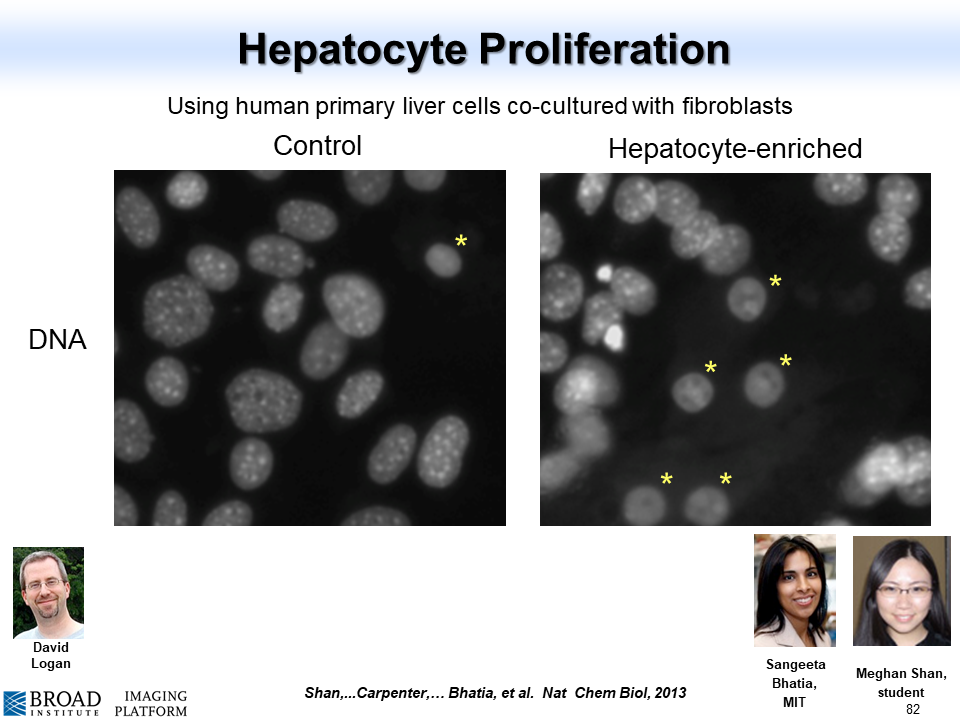 Hepatocyte Proliferation
Using human primary liver cells co-cultured with fibroblasts
Control
Hepatocyte-enriched
*
*
DNA
*
*
*
*
David
Logan
Sangeeta
Bhatia,
MIT
Meghan Shan,
student
Shan,...Carpenter,… Bhatia, et al.  Nat  Chem Biol, 2013
BROAD
INSTITUTE
IMAGING
PLATFORM
82